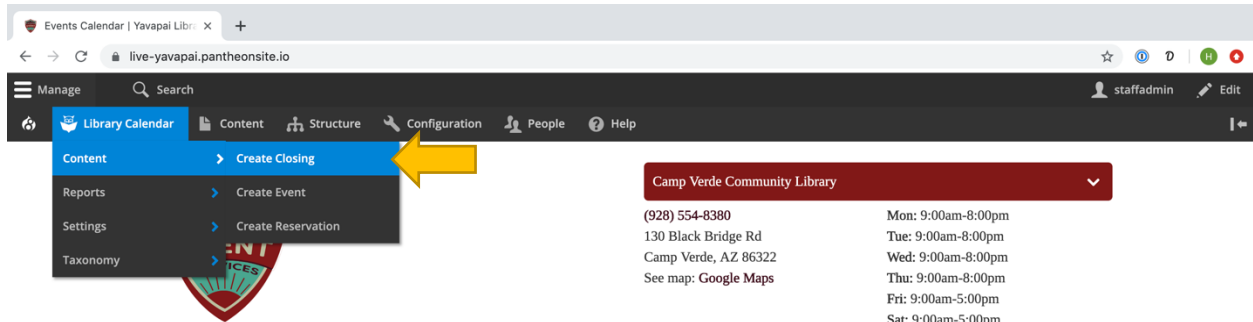 Events Calendar | Yavapai Libr
live-yavapai.pantheonsite.io
H
Manage
Search
staffadmin
Edit
Library Calendar
Content
Structure
Configuration
People
Help
Content
Create Closing
Reports
Create Event
Settings
Create Reservation
Taxonomy
Camp Verde Community Library
(928) 554-8380
130 Black Bridge Rd
Camp Verde, AZ 86322
See map: Google Maps
Mon: 9:00am-8:00pm
Tue: 9:00am-8:00pm
Wed: 9:00am-8:00pm
Thu: 9:00am-8:00pm
Fri: 9:00am-5:00pm
Sat: 9:00am-5:00pm